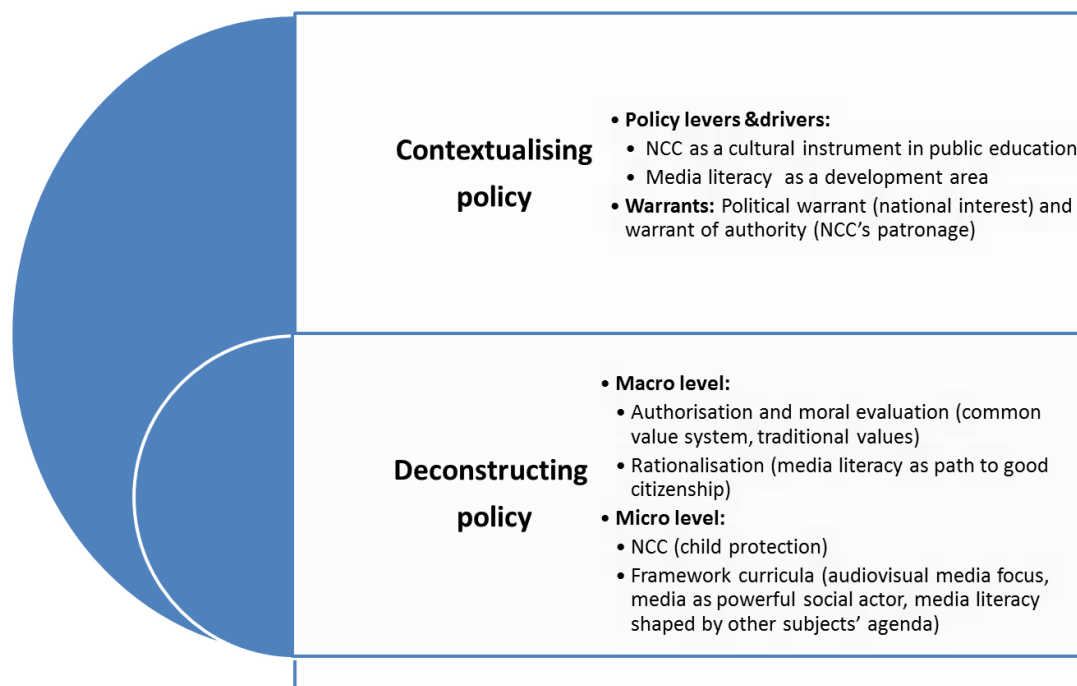 Contextualising
policy
• Policy levers &drivers:
• NCC as a cultural instrument in public education
• Media literacy as a development area
• Warrants: Political warrant (national interest) and
warrant of authority (NCC’s patronage)
Deconstructing
policy
• Macro level:
• Authorisation and moral evaluation (common
value system, traditional values)
• Rationalisation (media literacy as path to good
citizenship)
• Micro level:
• NCC (child protection)
• Framework curricula (audiovisual media focus,
media as powerful social actor, media literacy
shaped by other subjects’ agenda)